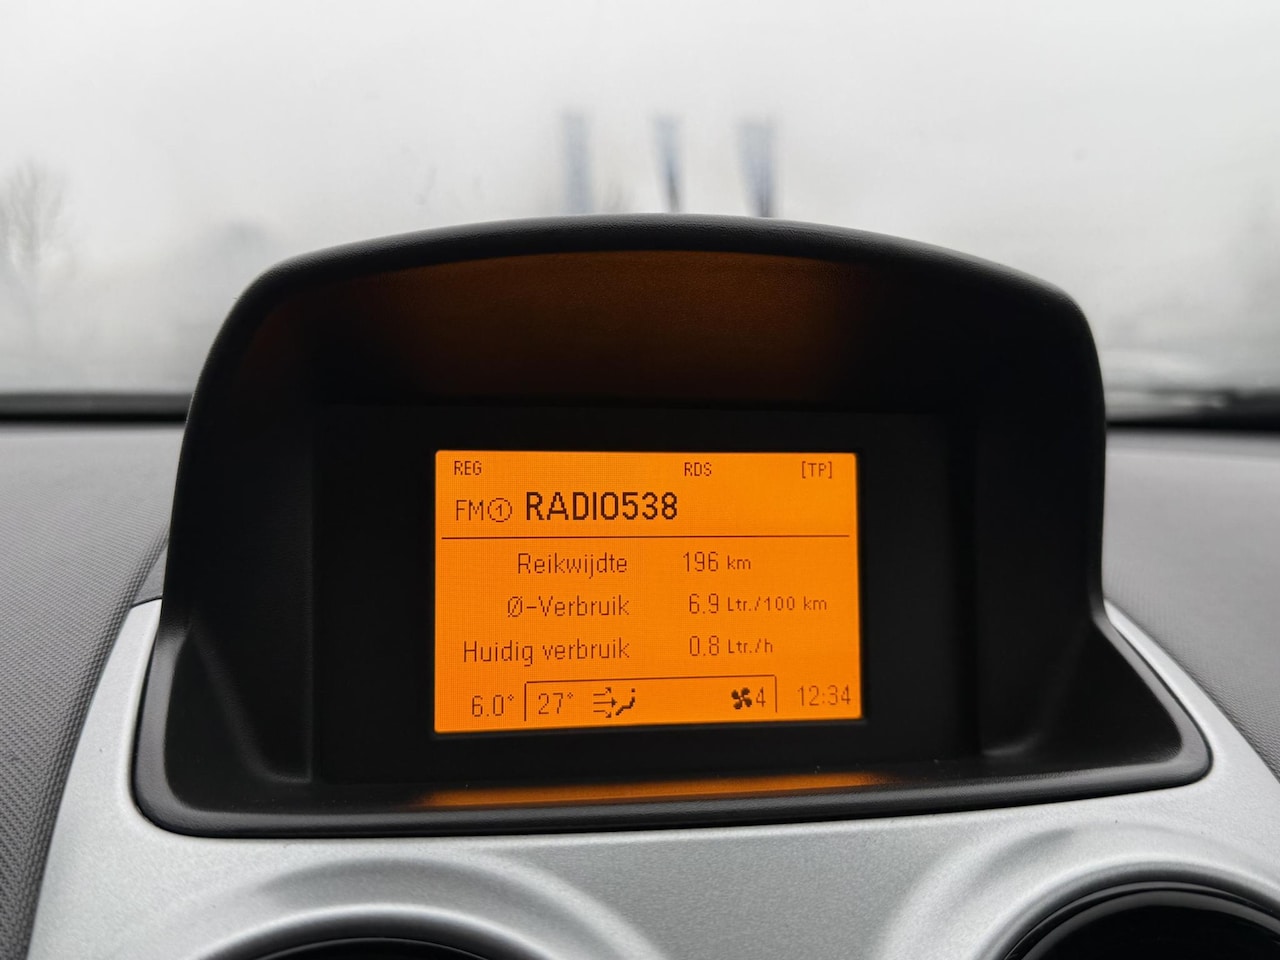 REG RDS [TP]
FM① RADIO538
Reikwijdte 196 km
Ø-Verbruik 6.9 Ltr./100 km
Huidig verbruik 0.8 Ltr./h
6.0° 27° 4 12:34